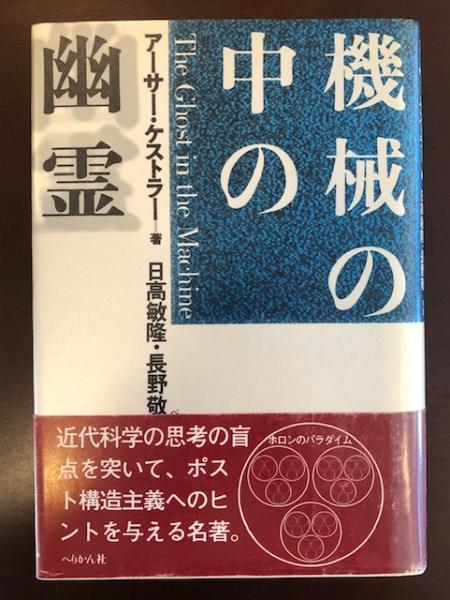 機械の
中の
幽霊
The Ghost in the Machine
アーサー・ケストラー―著
日高敏隆・長野敬
近代科学の思考の盲
点を突いて、ポス
ト構造主義へのヒ
ントを与える名著。
ホロンのパラダイム
ぺりかん社